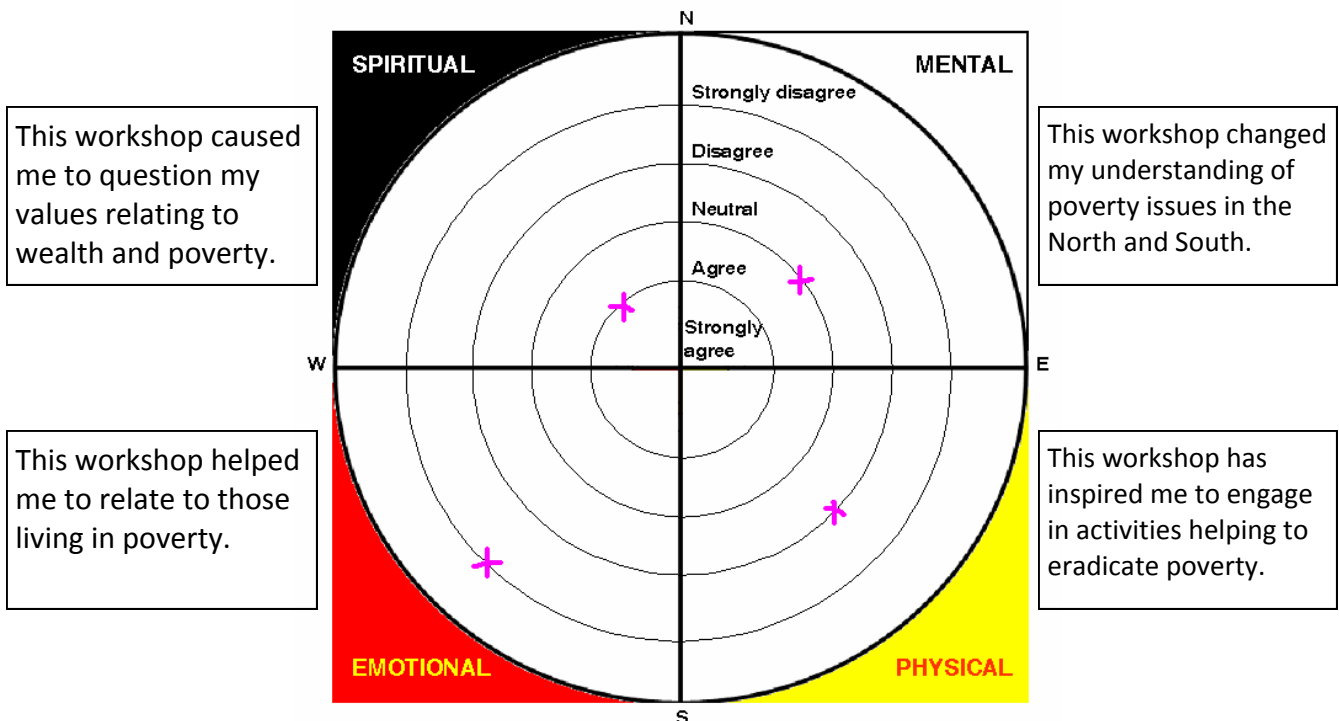 N
SPIRITUAL
MENTAL
Strongly disagree
Disagree
Neutral
Agree
Strongly
agree
W
E
S
EMOTIONAL
PHYSICAL
This workshop caused
me to question my
values relating to
wealth and poverty.
This workshop changed
my understanding of
poverty issues in the
North and South.
This workshop helped
me to relate to those
living in poverty.
This workshop has
inspired me to engage
in activities helping to
eradicate poverty.